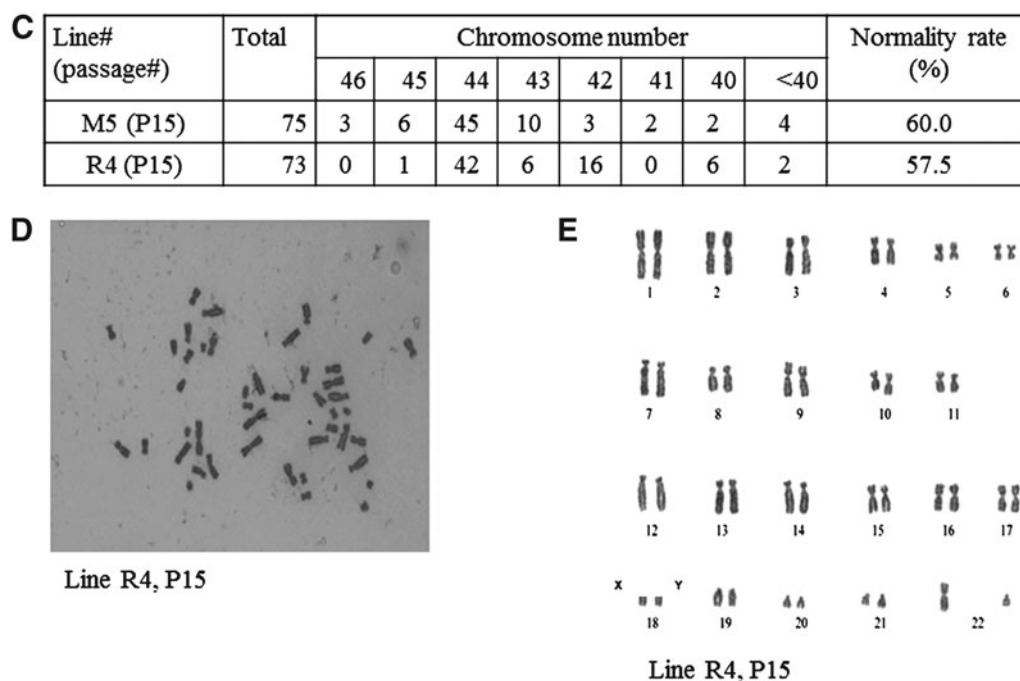 C
Line# (passage#) Total Chromosome number Normality rate (%)
46 45 44 43 42 41 40 <40
M5 (P15) 75 3 6 45 10 3 2 2 4 60.0
R4 (P15) 73 0 1 42 6 16 0 6 2 57.5
D
E
1 2 3 4 5 6
7 8 9 10 11
12 13 14 15 16 17
X Y
18 19 20 21 22
Line R4, P15
Line R4, P15